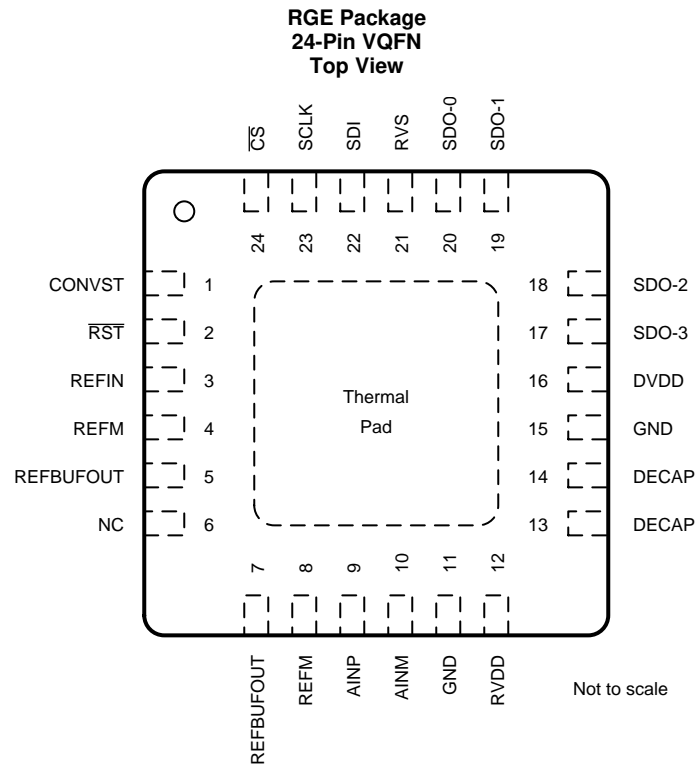 RGE Package
24-Pin VQFN
Top View
CS
SCLK
SDI
RVS
SDO-0
SDO-1
24
23
22
21
20
19
CONVST 1
RST 2
REFIN 3
REFM 4
REFBUFOUT 5
NC 6
Thermal
Pad
18 SDO-2
17 SDO-3
16 DVDD
15 GND
14 DECAP
13 DECAP
7
8
9
10
11
12
REFBUFOUT
REFM
AINP
AINM
GND
RVDD
Not to scale